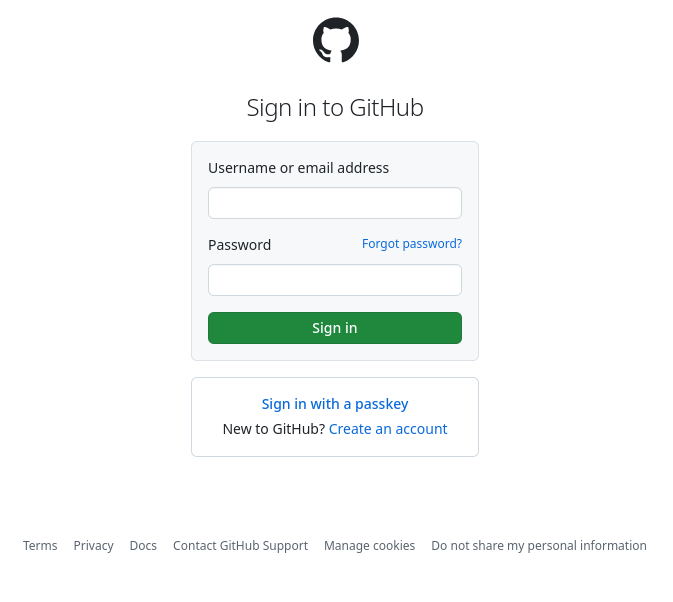 Sign in to GitHub
Username or email address
Password Forgot password?
Sign in
Sign in with a passkey
New to GitHub? Create an account
Terms Privacy Docs Contact GitHub Support Manage cookies Do not share my personal information